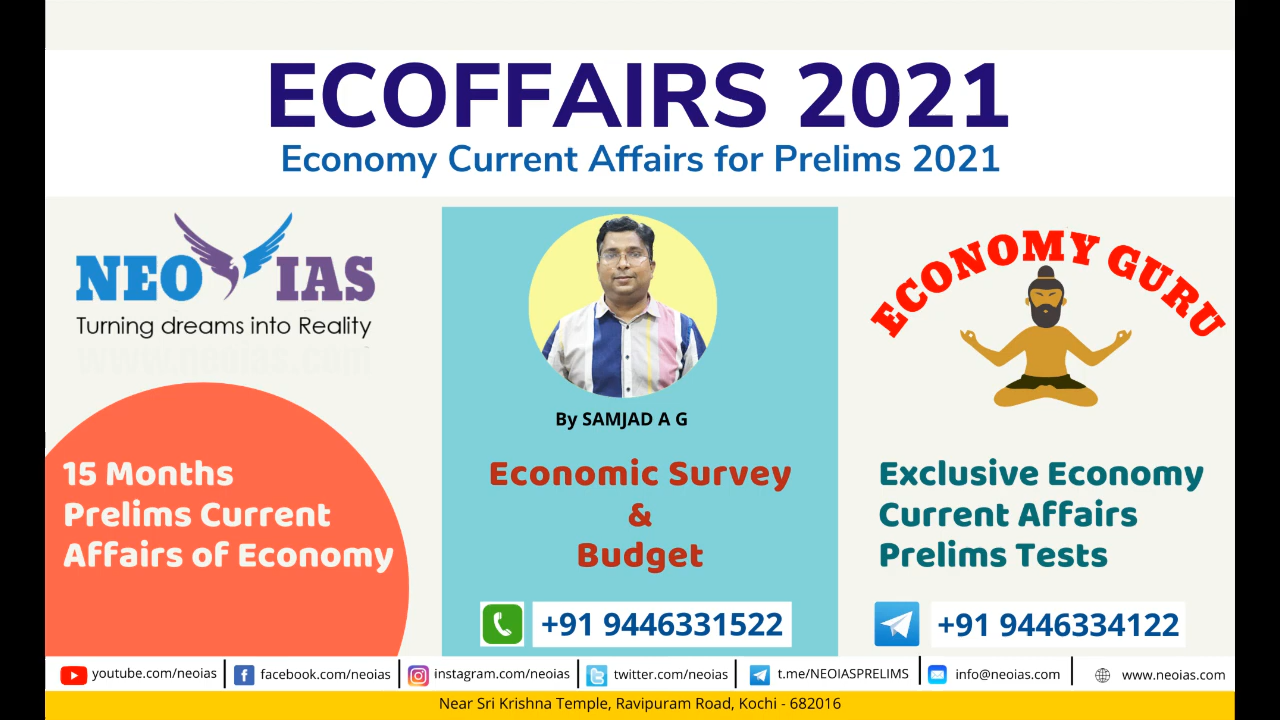 ECOFFAIRS 2021
Economy Current Affairs for Prelims 2021
NEO IAS
Turning dreams into Reality
www.neoias.com
15 Months
Prelims Current
Affairs of Economy
By SAMJAD A G
Economic Survey
&
Budget
+91 9446331522
ECONOMY GURU
Exclusive Economy
Current Affairs
Prelims Tests
+91 9446334122
youtube.com/neoias
facebook.com/neoias
instagram.com/neoias
twitter.com/neoias
t.me/NEOIASPRELIMS
info@neoias.com
www.neoias.com
Near Sri Krishna Temple, Ravipuram Road, Kochi - 682016